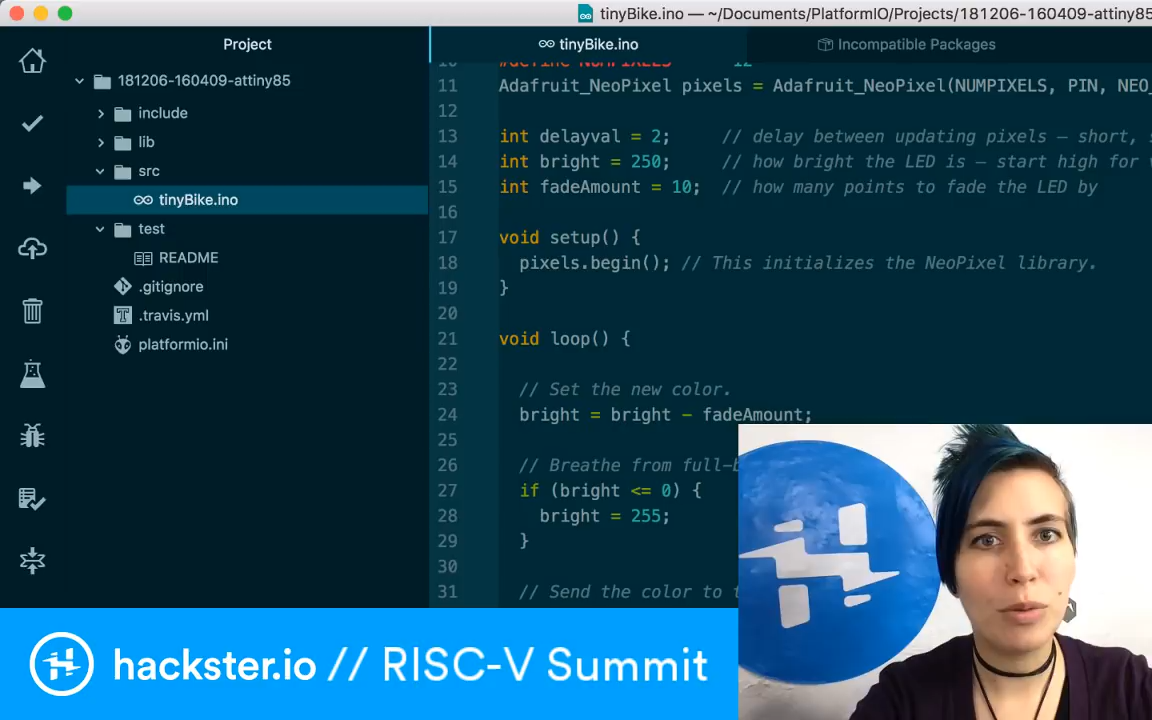 tinyBike.ino — ~/Documents/PlatformIO/Projects/181206-160409-attiny85
Project
tinyBike.ino
Incompatible Packages
181206-160409-attiny85
include
lib
src
tinyBike.ino
test
README
.gitignore
.travis.yml
platformio.ini
10 #define NUMPIXELS 12
11 Adafruit_NeoPixel pixels = Adafruit_NeoPixel(NUMPIXELS, PIN, NEO_
12
13 int delayval = 2; // delay between updating pixels – short,
14 int bright = 250; // how bright the LED is – start high for
15 int fadeAmount = 10; // how many points to fade the LED by
16
17 void setup() {
18 pixels.begin(); // This initializes the NeoPixel library.
19 }
20
21 void loop() {
22
23 // Set the new color.
24 bright = bright - fadeAmount;
25
26 // Breathe from full-b
27 if (bright <= 0) {
28 bright = 255;
29 }
30
31 // Send the color to t
hackster.io // RISC-V Summit